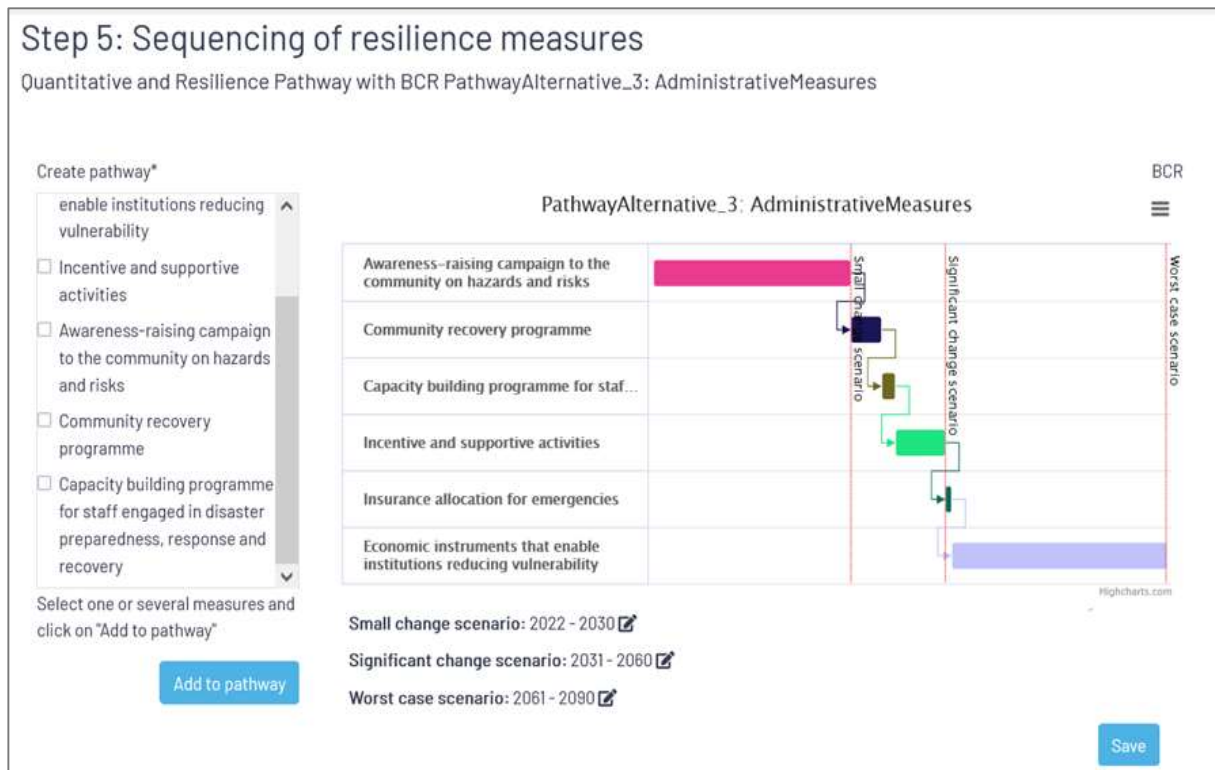 Step 5: Sequencing of resilience measures
Quantitative and Resilience Pathway with BCR PathwayAlternative_3: AdministrativeMeasures
Create pathway*
enable institutions reducing
vulnerability
Incentive and supportive
activities
Awareness-raising campaign
to the community on hazards
and risks
Community recovery
programme
Capacity building programme
for staff engaged in disaster
preparedness, response and
recovery
Select one or several measures and
click on "Add to pathway"
Add to pathway
BCR
PathwayAlternative_3: AdministrativeMeasures
Awareness-raising campaign to the
community on hazards and risks
Community recovery programme
Capacity building programme for staf...
Incentive and supportive activities
Insurance allocation for emergencies
Economic instruments that enable
institutions reducing vulnerability
Small change scenario
Significant change scenario
Worst case scenario
Highcharts.com
Small change scenario: 2022 - 2030
Significant change scenario: 2031 - 2060
Worst case scenario: 2061 - 2090
Save